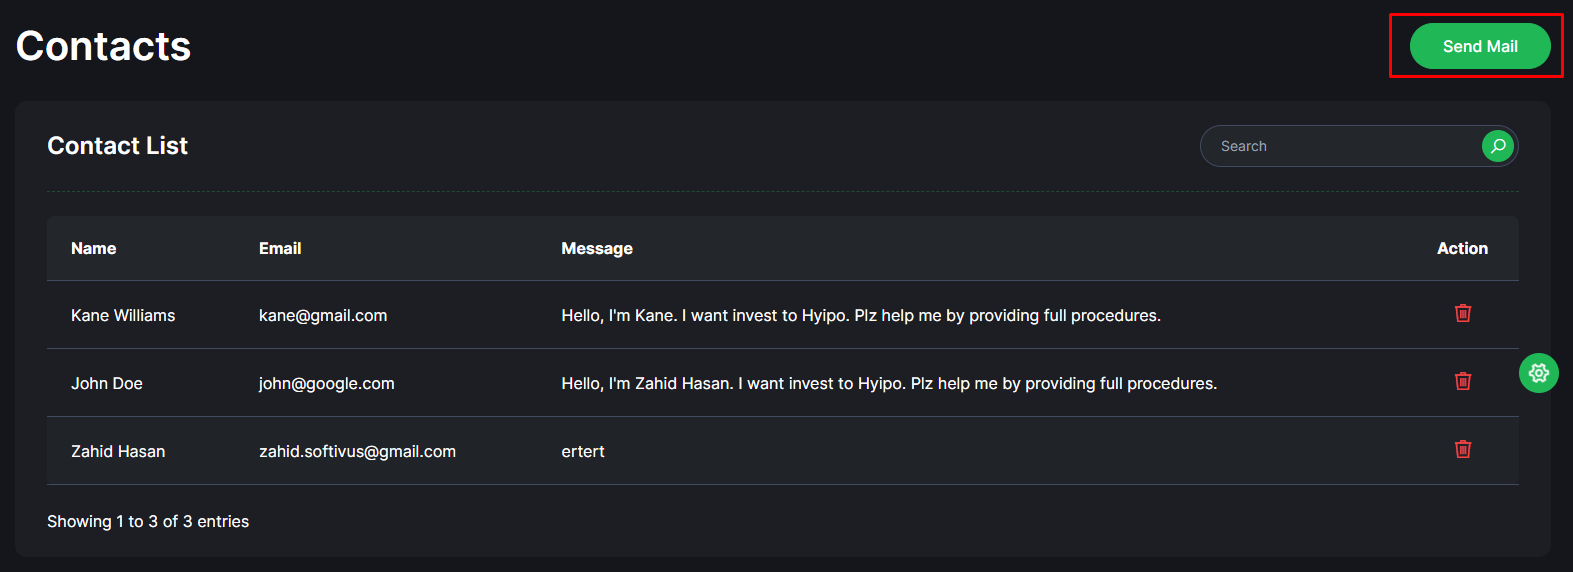 Contacts
Send Mail
Contact List
Search
Name Email Message Action
Kane Williams kane@gmail.com Hello, I'm Kane. I want invest to Hyipo. Plz help me by providing full procedures.
John Doe john@google.com Hello, I'm Zahid Hasan. I want invest to Hyipo. Plz help me by providing full procedures.
Zahid Hasan zahid.softivus@gmail.com ertert
Showing 1 to 3 of 3 entries